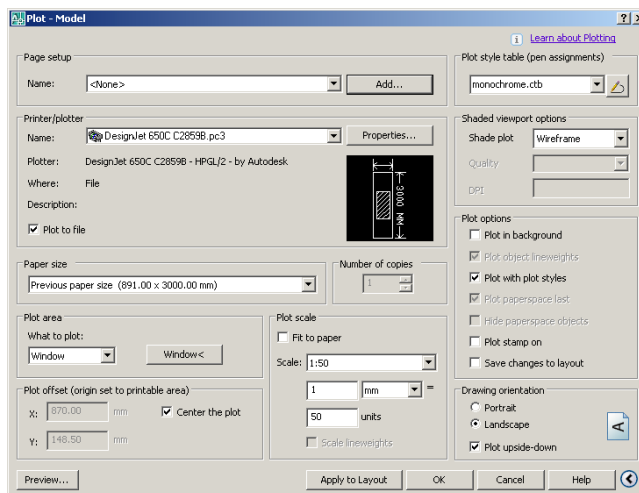 Plot - Model
Learn about Plotting
Page setup
Name: <None> Add...
Plot style table (pen assignments)
monochrome.ctb
Printer/plotter
Name: DesignJet 650C C2859B.pc3 Properties...
Plotter: DesignJet 650C C2859B - HPGL/2 - by Autodesk
Where: File
Description:
Plot to file
3000 MM
Shaded viewport options
Shade plot Wireframe
Quality
DPI
Paper size
Previous paper size (891.00 x 3000.00 mm)
Number of copies
1
Plot options
Plot in background
Plot object lineweights
Plot with plot styles
Plot paperspace last
Hide paperspace objects
Plot stamp on
Save changes to layout
Plot area
What to plot:
Window Window<
Plot scale
Fit to paper
Scale: 1:50
1 mm =
50 units
Scale lineweights
Plot offset (origin set to printable area)
X: 870.00 mm Center the plot
Y: 148.50 mm
Drawing orientation
Portrait
Landscape
Plot upside-down
A
Preview... Apply to Layout OK Cancel Help